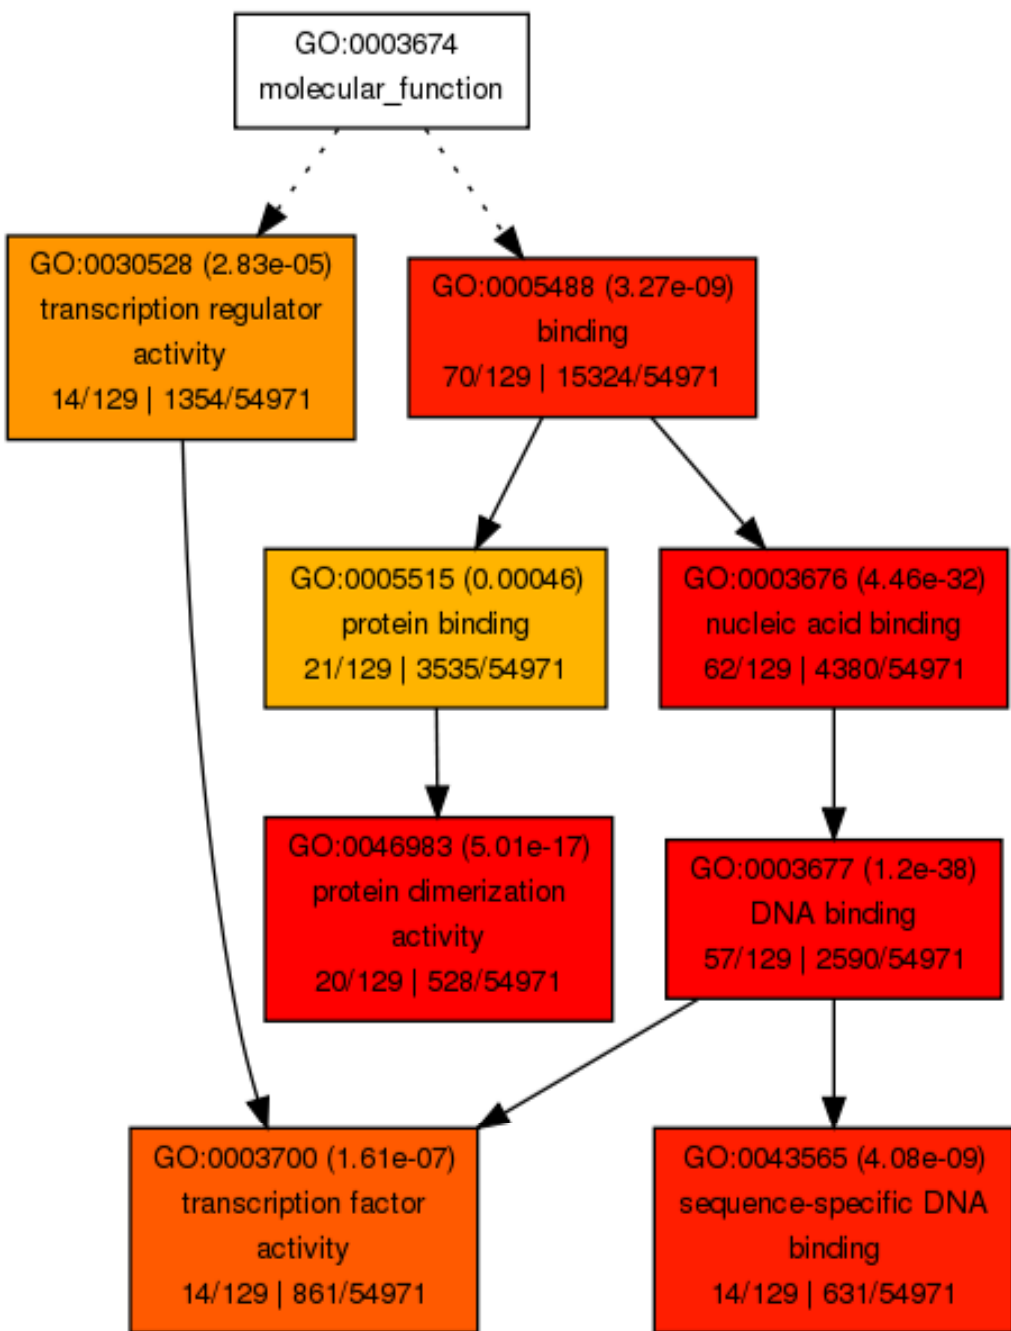 GO:0003674
molecular_function
GO:0030528 (2.83e-05)
transcription regulator
activity
14/129 | 1354/54971
GO:0005488 (3.27e-09)
binding
70/129 | 15324/54971
GO:0005515 (0.00046)
protein binding
21/129 | 3535/54971
GO:0003676 (4.46e-32)
nucleic acid binding
62/129 | 4380/54971
GO:0046983 (5.01e-17)
protein dimerization
activity
20/129 | 528/54971
GO:0003677 (1.2e-38)
DNA binding
57/129 | 2590/54971
GO:0003700 (1.61e-07)
transcription factor
activity
14/129 | 861/54971
GO:0043565 (4.08e-09)
sequence-specific DNA
binding
14/129 | 631/54971